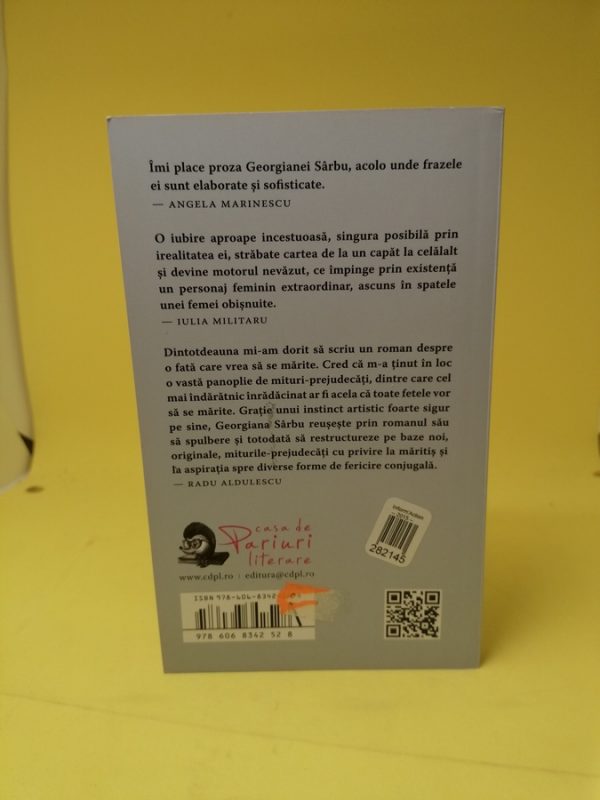 Îmi place proza Georgianei Sârbu, acolo unde frazele
ei sunt elaborate și sofisticate.
— ANGELA MARINESCU
O iubire aproape incestuoasă, singura posibilă prin
irealitatea ei, străbate cartea de la un capăt la celălalt
și devine motorul nevăzut, ce împinge prin existență
un personaj feminin extraordinar, ascuns în spatele
unei femei obișnuite.
— IULIA MILITARU
Dintotdeauna mi-am dorit să scriu un roman despre
o fată care vrea să se mărite. Cred că m-a ținut în loc
o vastă panoplie de mituri-prejudecăți, dintre care cel
mai îndărătnic înrădăcinat ar fi acela că toate fetele vor
să se mărite. Grație unui instinct artistic foarte sigur
pe sine, Georgiana Sârbu reușește prin romanul său
să spulbere și totodată să restructureze pe baze noi,
originale, miturile-prejudecăți cu privire la măritiș și
la aspirația spre diverse forme de fericire conjugală.
— RADU ALDULESCU
casa de
Pariuri
literare
www.cdpl.ro | editura@cdpl.ro
2015
282145
ISBN 978-606-8342
978 606 8342 52 8